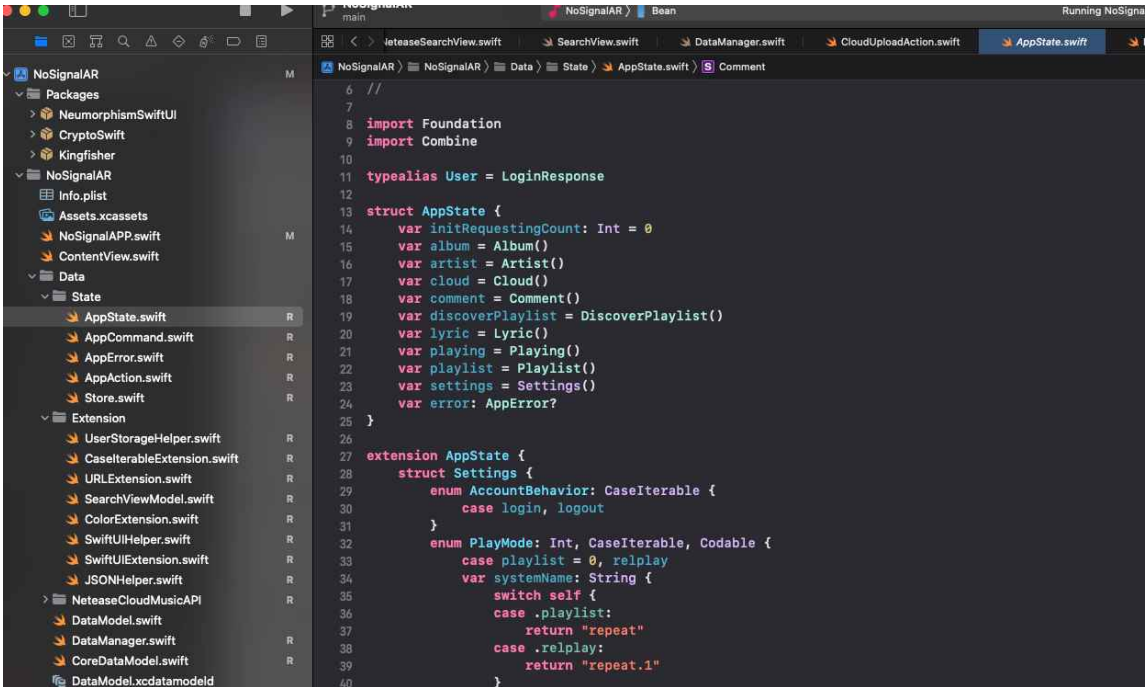 NoSignalAR
main
NoSignalAR 〉 Bean
Running NoSigna
leteaseSearchView.swift
SearchView.swift
DataManager.swift
CloudUploadAction.swift
AppState.swift
NoSignalAR 〉 NoSignalAR 〉 Data 〉 State 〉 AppState.swift 〉 S Comment
NoSignalAR M
Packages
NeumorphismSwiftUI
CryptoSwift
Kingfisher
NoSignalAR
Info.plist
Assets.xcassets
NoSignalAPP.swift M
ContentView.swift
Data
State
AppState.swift R
AppCommand.swift R
AppError.swift R
AppAction.swift R
Store.swift R
Extension
UserStorageHelper.swift R
CaseIterableExtension.swift R
URLExtension.swift R
SearchViewModel.swift R
ColorExtension.swift R
SwiftUIHelper.swift R
SwiftUIExtension.swift R
JSONHelper.swift R
NeteaseCloudMusicAPI R
DataModel.swift
DataManager.swift R
CoreDataModel.swift R
DataModel.xcdatamodeld
6 //
7
8 import Foundation
9 import Combine
10
11 typealias User = LoginResponse
12
13 struct AppState {
14     var initRequestingCount: Int = 0
15     var album = Album()
16     var artist = Artist()
17     var cloud = Cloud()
18     var comment = Comment()
19     var discoverPlaylist = DiscoverPlaylist()
20     var lyric = Lyric()
21     var playing = Playing()
22     var playlist = Playlist()
23     var settings = Settings()
24     var error: AppError?
25 }
26
27 extension AppState {
28     struct Settings {
29         enum AccountBehavior: CaseIterable {
30             case login, logout
31         }
32         enum PlayMode: Int, CaseIterable, Codable {
33             case playlist = 0, relplay
34             var systemName: String {
35                 switch self {
36                 case .playlist:
37                     return "repeat"
38                 case .relplay:
39                     return "repeat.1"
40                 }